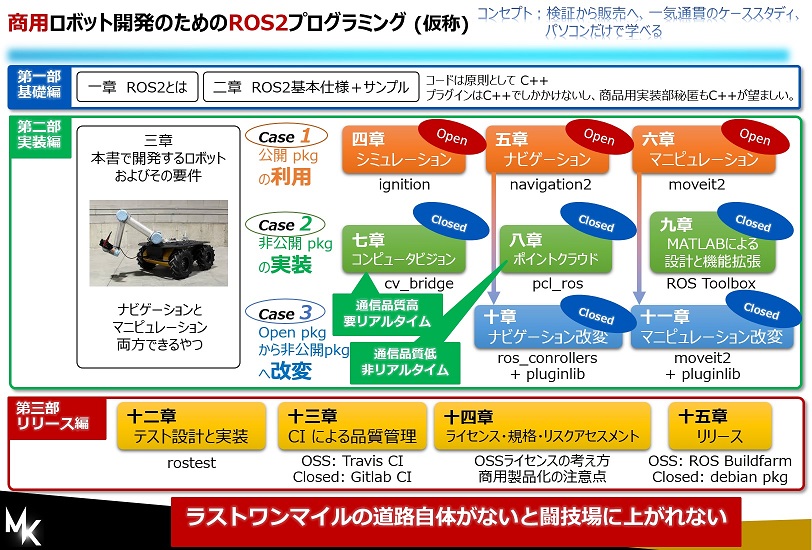 商用ロボット開発のためのROS2プログラミング (仮称)
コンセプト；検証から販売へ、一気通貫のケーススタディ、
パソコンだけで学べる
第一部
基礎編
一章 ROS2とは
二章 ROS2基本仕様＋サンプル
コードは原則として C++
プラグインはC++でしかかけないし、商品用実装部秘匿もC++が望ましい。
第二部
実装編
三章
本書で開発するロボット
およびその要件
ナビゲーションと
マニピュレーション
両方できるやつ
Case 1
公開 pkg
の利用
四章
シミュレーション
Open
ignition
五章
ナビゲーション
Open
navigation2
六章
マニピュレーション
Open
moveit2
Case 2
非公開 pkg
の実装
七章
コンピュータビジョン
Closed
cv_bridge
八章
ポイントクラウド
Closed
pcl_ros
九章
MATLABによる
設計と機能拡張
Closed
ROS Toolbox
通信品質高
要リアルタイム
通信品質低
非リアルタイム
Case 3
Open pkg
から非公開pkg
へ改変
十章
ナビゲーション改変
Closed
ros_conrollers
+ pluginlib
十一章
マニピュレーション改変
Closed
moveit2
+ pluginlib
第三部
リリース編
十二章
テスト設計と実装
rostest
十三章
CI による品質管理
OSS: Travis CI
Closed: Gitlab CI
十四章
ライセンス・規格・リスクアセスメント
OSSライセンスの考え方
商用製品化の注意点
十五章
リリース
OSS: ROS Buildfarm
Closed: debian pkg
MK
ラストワンマイルの道路自体がないと闘技場に上がれない